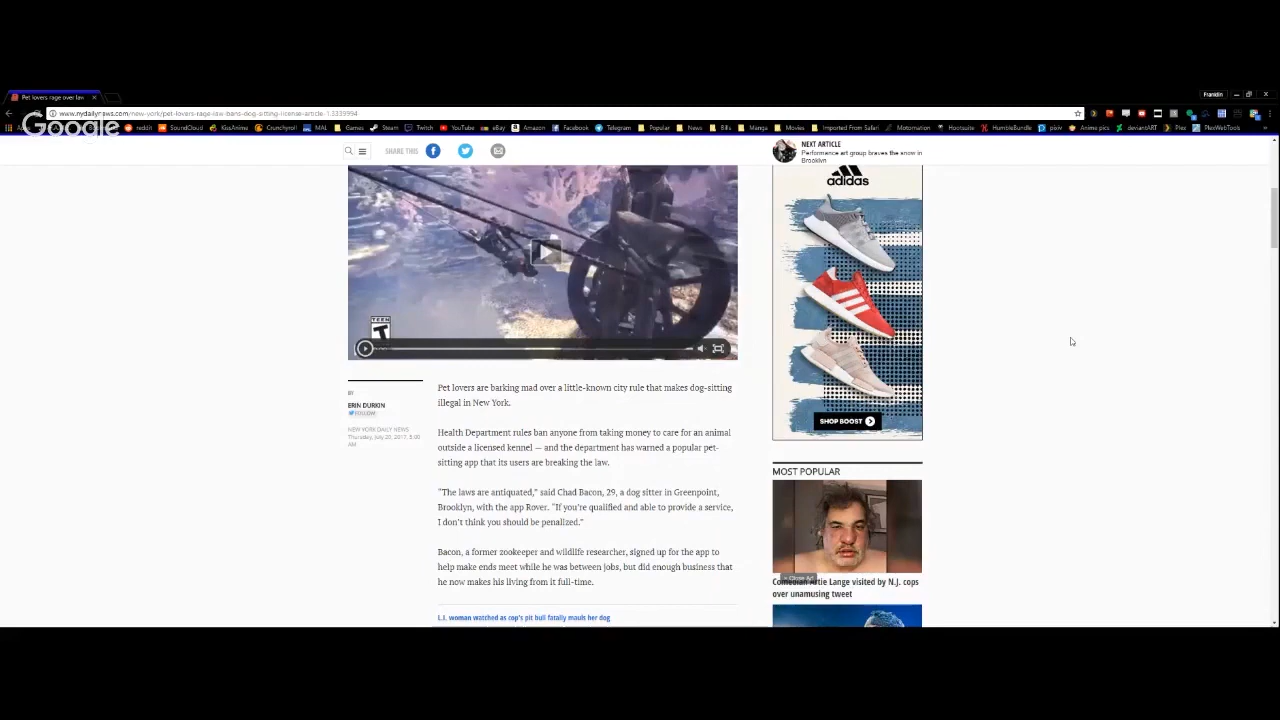 Pet lovers rage over law
Franklin
www.nydailynews.com/new-york/pet-lovers-rage-law-bans-dog-sitting-license-article-1.3339994
Google
reddit SoundCloud KissAnime Crunchyroll MAL Games Steam Twitch YouTube eBay Amazon Facebook Telegram Popular News Bills Manga Movies Imported From Safari Motomation Hootsuite HumbleBundle pixiv Anime pics deviantART Plex PlexWebTools
SHARE THIS
NEXT ARTICLE
Performance art group braves the snow in
Brooklyn
adidas
TEEN
T
SHOP BOOST
BY
ERIN DURKIN
FOLLOW
NEW YORK DAILY NEWS
Thursday, July 20, 2017, 5:00
AM
Pet lovers are barking mad over a little-known city rule that makes dog-sitting
illegal in New York.
Health Department rules ban anyone from taking money to care for an animal
outside a licensed kennel — and the department has warned a popular pet-
sitting app that its users are breaking the law.
“The laws are antiquated,” said Chad Bacon, 29, a dog sitter in Greenpoint,
Brooklyn, with the app Rover. “If you’re qualified and able to provide a service,
I don’t think you should be penalized.”
Bacon, a former zookeeper and wildlife researcher, signed up for the app to
help make ends meet while he was between jobs, but did enough business that
he now makes his living from it full-time.
L.I. woman watched as cop's pit bull fatally mauls her dog
MOST POPULAR
Close Ad
Comedian Artie Lange visited by N.J. cops
over unamusing tweet